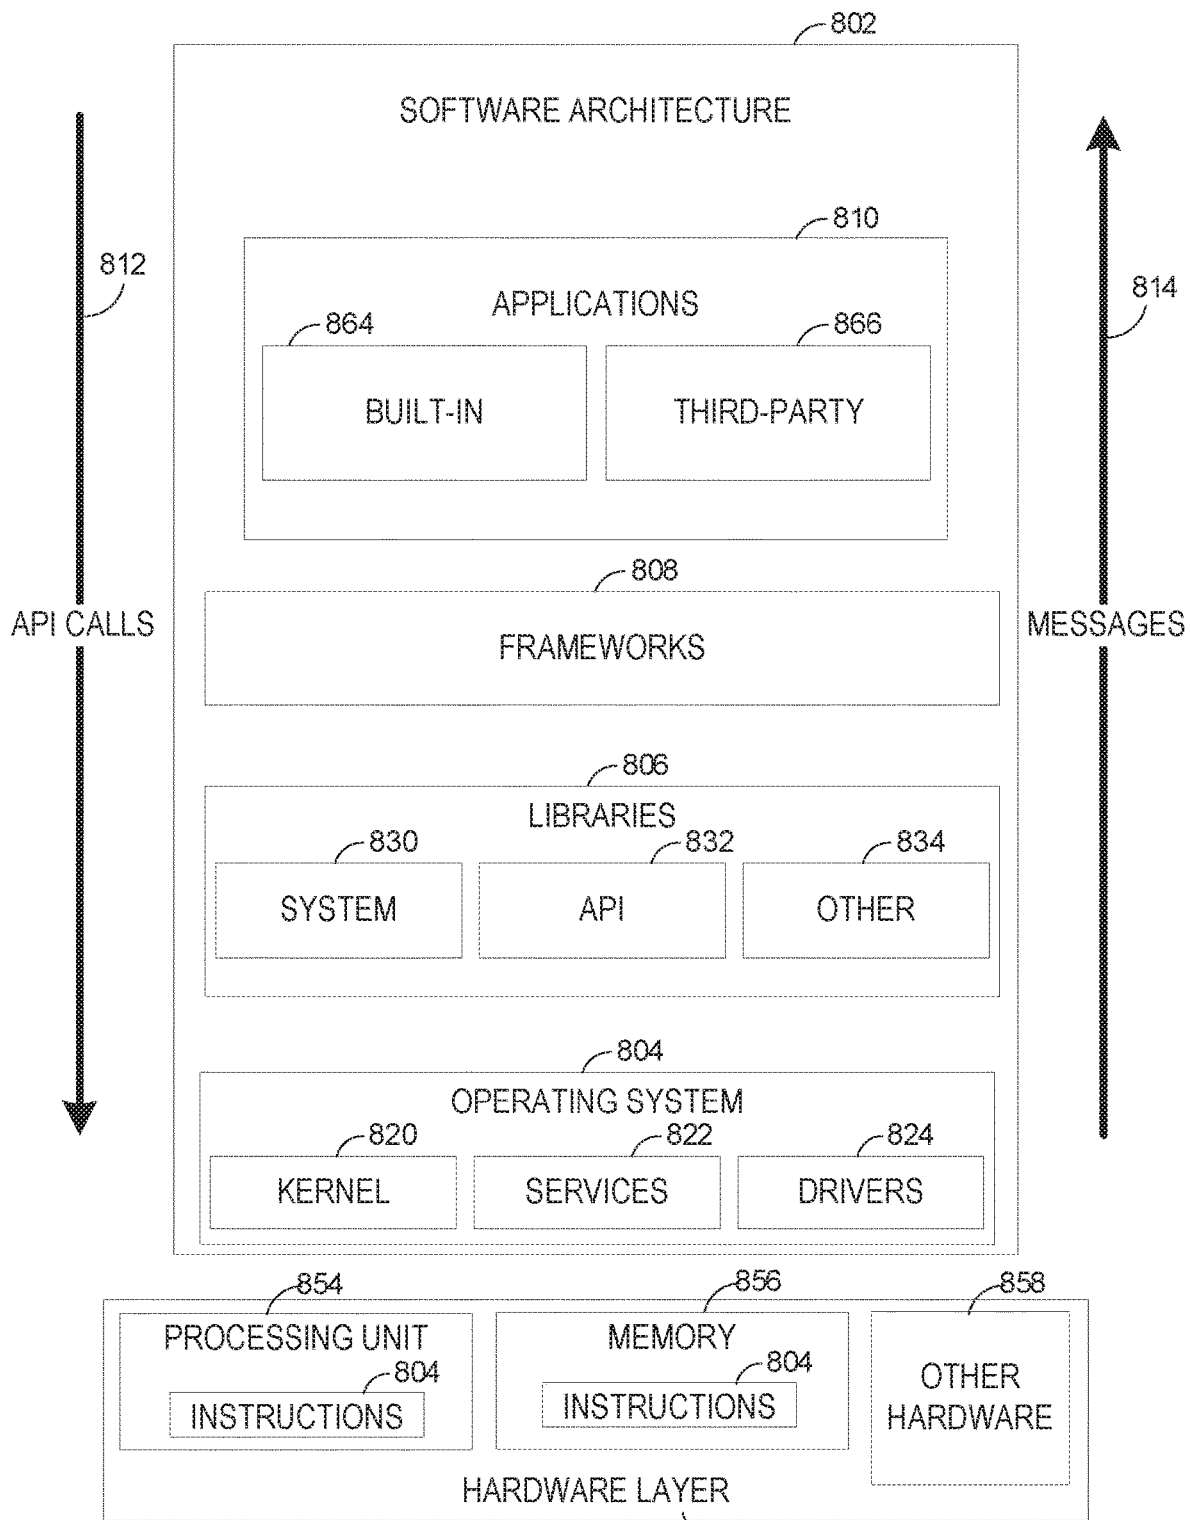 802
SOFTWARE ARCHITECTURE
810
812
814
APPLICATIONS
864
866
BUILT-IN
THIRD-PARTY
808
API CALLS
MESSAGES
FRAMEWORKS
806
LIBRARIES
830
832
834
SYSTEM
API
OTHER
804
OPERATING SYSTEM
820
822
824
KERNEL
SERVICES
DRIVERS
854
856
858
PROCESSING UNIT
MEMORY
804
804
INSTRUCTIONS
INSTRUCTIONS
OTHER
HARDWARE
HARDWARE LAYER